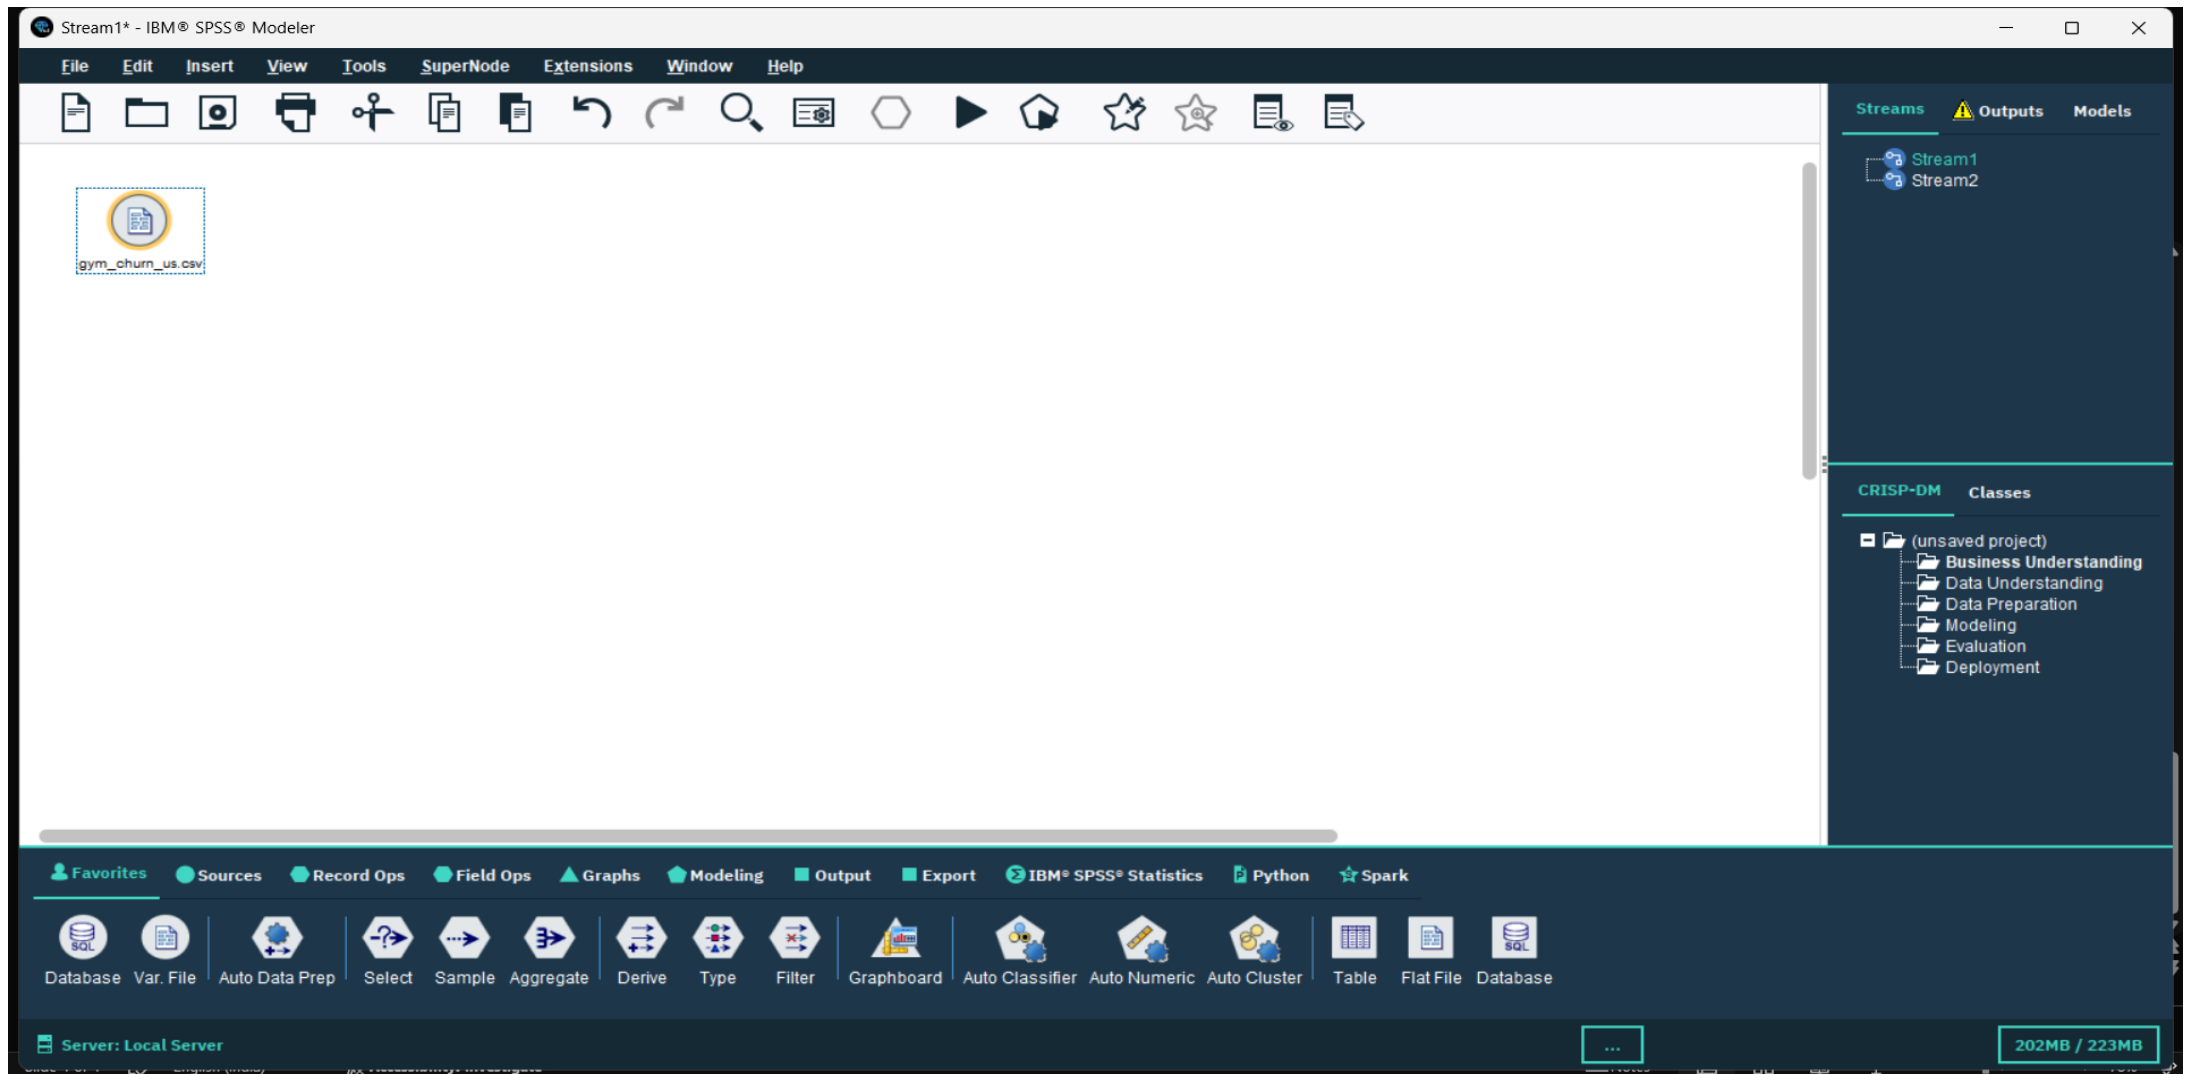 Stream1* - IBM® SPSS® Modeler
File Edit Insert View Tools SuperNode Extensions Window Help
Streams Outputs Models
Stream1
Stream2
gym_churn_us.csv
CRISP-DM Classes
(unsaved project)
Business Understanding
Data Understanding
Data Preparation
Modeling
Evaluation
Deployment
Favorites Sources Record Ops Field Ops Graphs Modeling Output Export IBM® SPSS® Statistics Python Spark
SQL SQL
Database Var. File Auto Data Prep Select Sample Aggregate Derive Type Filter Graphboard Auto Classifier Auto Numeric Auto Cluster Table Flat File Database
Server: Local Server ... 202MB / 223MB